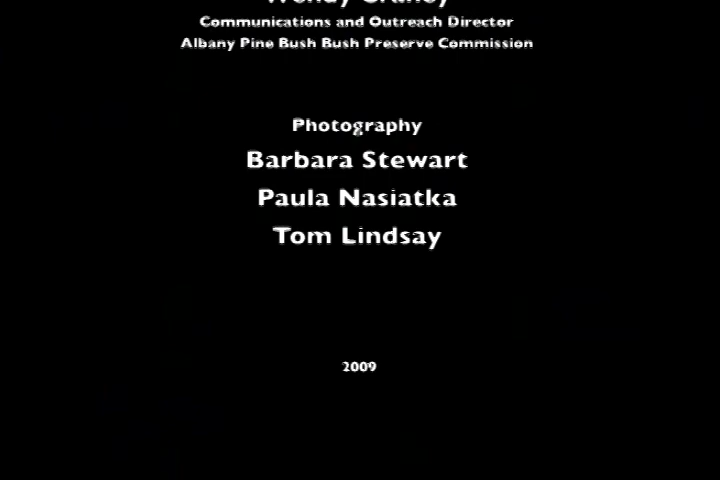 Communications and Outreach Director
Albany Pine Bush Bush Preserve Commission
Photography
Barbara Stewart
Paula Nasiatka
Tom Lindsay
2009